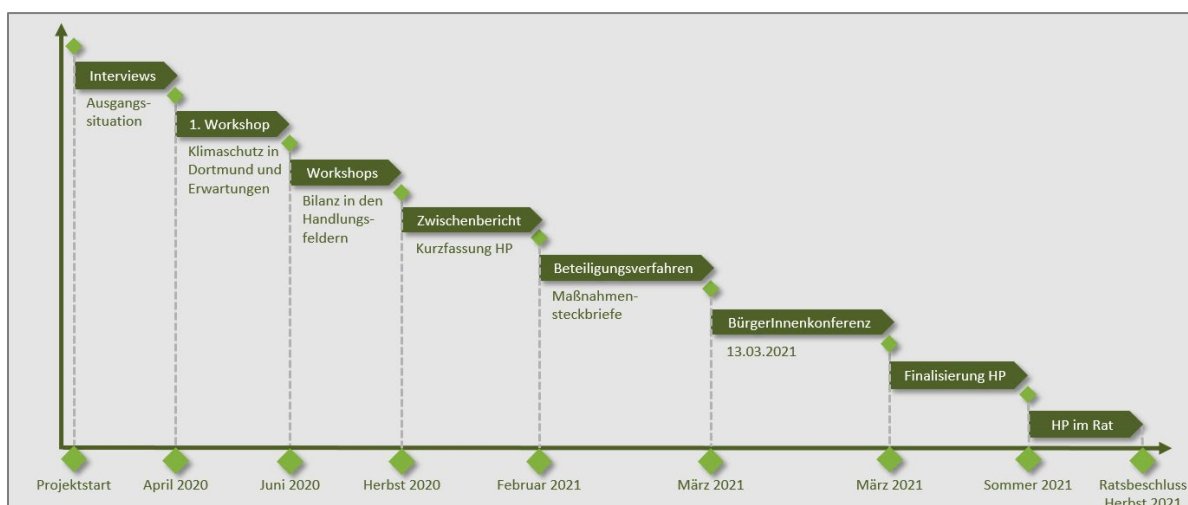 Interviews
Ausgangs-
situation
1. Workshop
Klimaschutz in
Dortmund und
Erwartungen
Workshops
Bilanz in den
Handlungs-
feldern
Zwischenbericht
Kurzfassung HP
Beteiligungsverfahren
Maßnahmen-
steckbriefe
BürgerInnenkonferenz
13.03.2021
Finalisierung HP
HP im Rat
Projektstart
April 2020
Juni 2020
Herbst 2020
Februar 2021
März 2021
März 2021
Sommer 2021
Ratsbeschluss
Herbst 2021